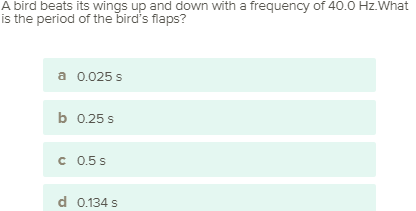 A bird beats its wings up and down with a frequency of 40.0 Hz.What
is the period of the bird's flaps?
a 0.025 s
b 0.25 s
c 0.5 s
d 0.134 s